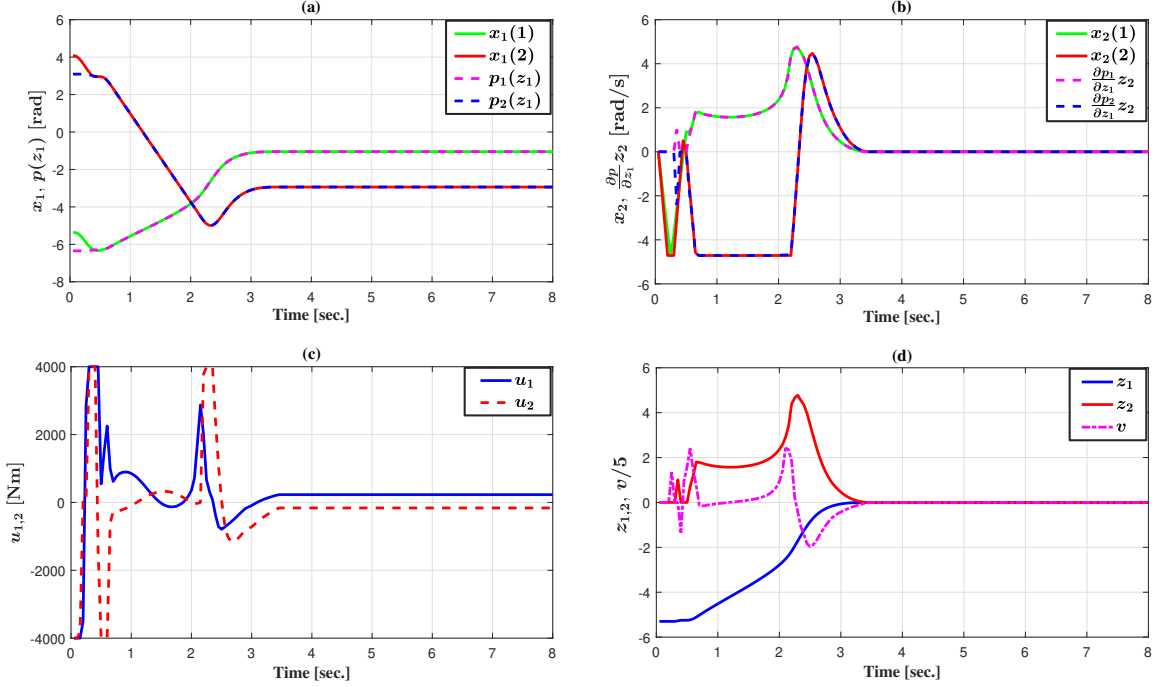 (a)
6
4
2
0
-2
-4
-6
-8
x₁, p(z₁) [rad]
x₁(1)
x₁(2)
p₁(z₁)
p₂(z₁)
0 1 2 3 4 5 6 7 8
Time [sec.]
(b)
6
4
2
0
-2
-4
-6
x₂, ∂p/∂z₁ z₂ [rad/s]
x₂(1)
x₂(2)
∂p₁/∂z₁ z₂
∂p₂/∂z₁ z₂
0 1 2 3 4 5 6 7 8
Time [sec.]
(c)
4000
2000
0
-2000
-4000
u₁,₂ [Nm]
u₁
u₂
0 1 2 3 4 5 6 7 8
Time [sec.]
(d)
6
4
2
0
-2
-4
-6
z₁,₂, v/5
z₁
z₂
v
0 1 2 3 4 5 6 7 8
Time [sec.]